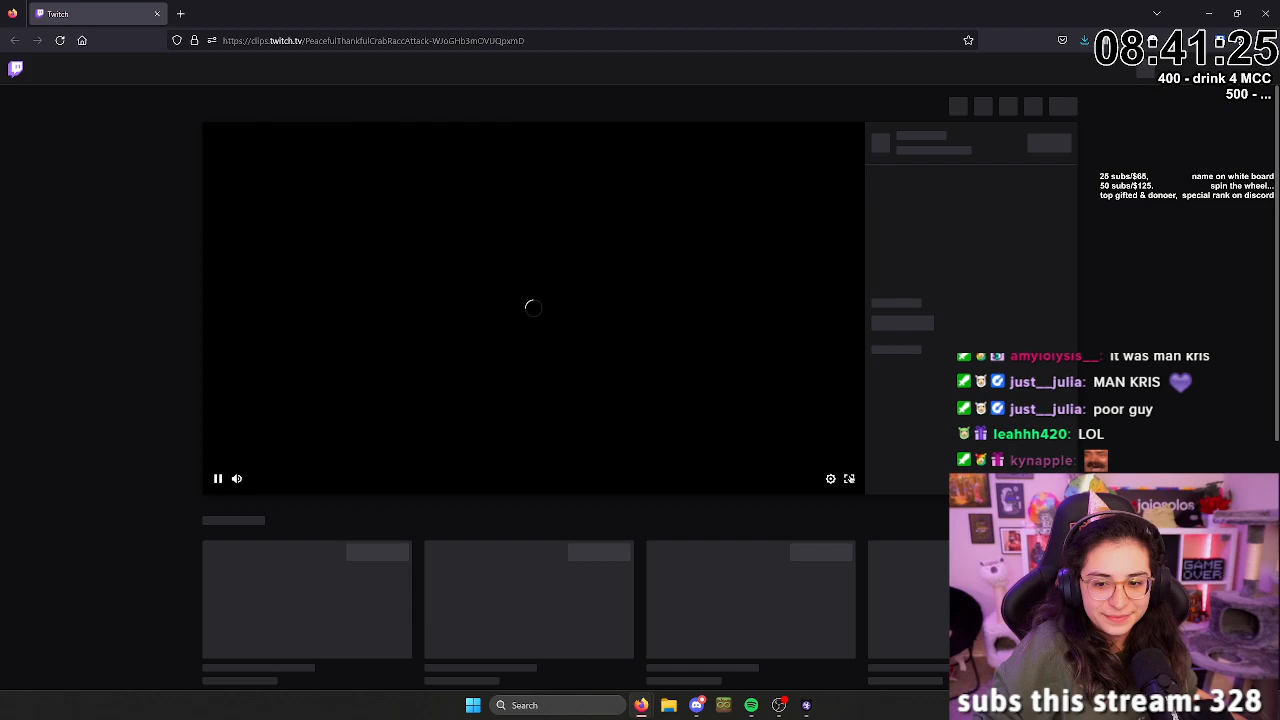 Twitch
https://clips.twitch.tv/PeacefulThankfulCrabRaccAttack-WJoGHb3mOVUQpxmD
08:41:25
400 - drink 4 MCC
500 - ...
25 subs/$65, name on white board
50 subs/$125. spin the wheel...
top gifted & donoer, special rank on discord
amylolysis__: it was man kris
just__julia: MAN KRIS
just__julia: poor guy
leahhh420: LOL
kynapple:
jojosolos
GAME
OVER
subs this stream: 328
Search